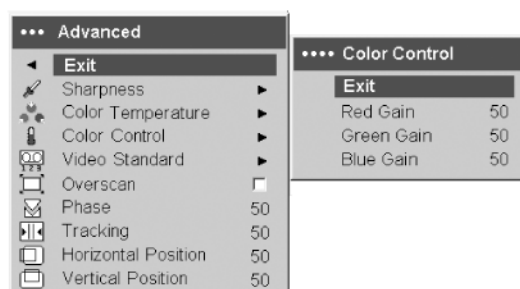 Advanced
Exit
Sharpness
Color Temperature
Color Control
Video Standard
Overscan
Phase 50
Tracking 50
Horizontal Position 50
Vertical Position 50
Color Control
Exit
Red Gain 50
Green Gain 50
Blue Gain 50